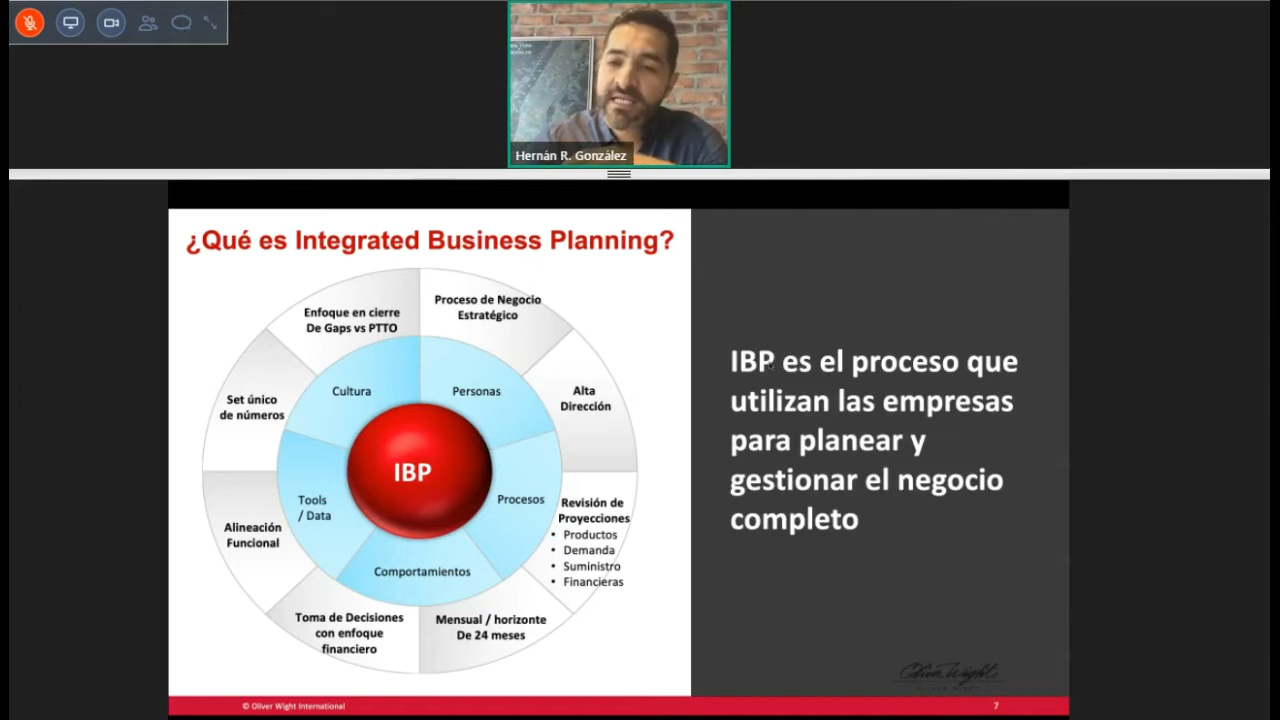 Hernán R. González
¿Qué es Integrated Business Planning?
Enfoque en cierre
De Gaps vs PTTO
Proceso de Negocio
Estratégico
Alta
Dirección
Revisión de
Proyecciones
• Productos
• Demanda
• Suministro
• Financieras
Mensual / horizonte
De 24 meses
Toma de Decisiones
con enfoque
financiero
Alineación
Funcional
Set único
de números
Cultura
Personas
Procesos
Comportamientos
Tools
/ Data
IBP
IBP es el proceso que
utilizan las empresas
para planear y
gestionar el negocio
completo
Oliver Wight
© Oliver Wight International
7